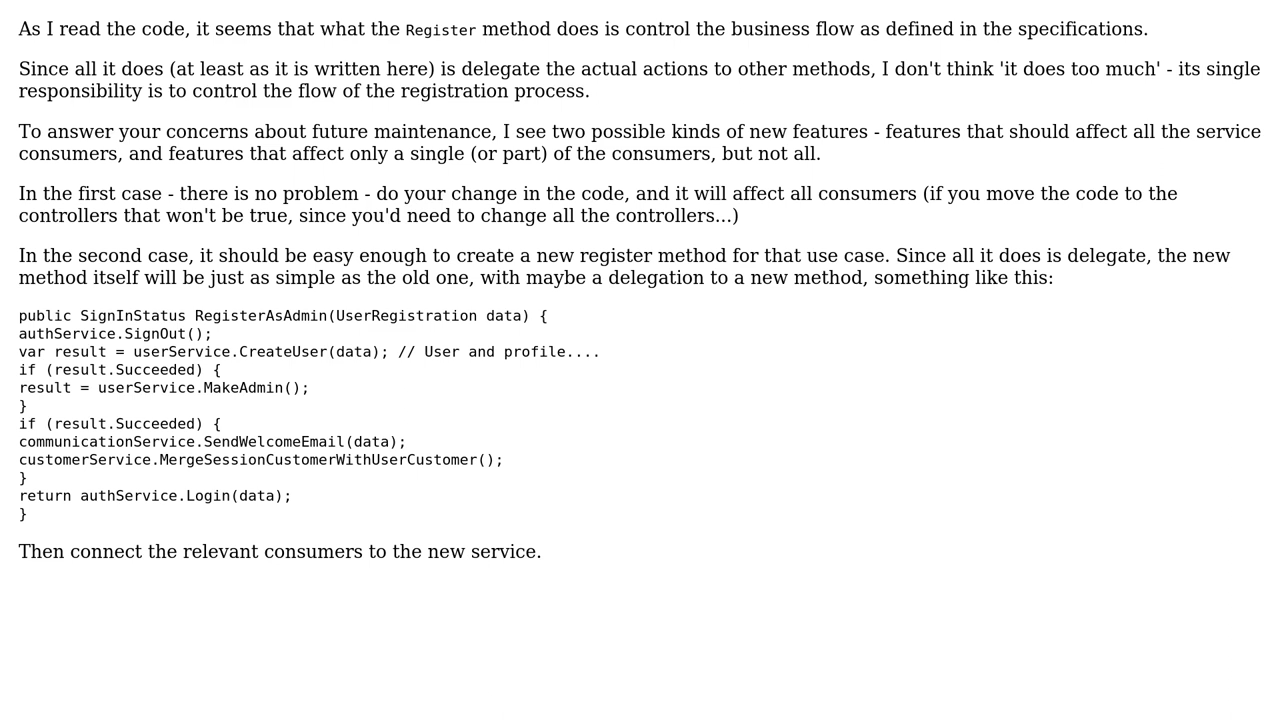 As I read the code, it seems that what the Register method does is control the business flow as defined in the specifications.
Since all it does (at least as it is written here) is delegate the actual actions to other methods, I don't think 'it does too much' - its single
responsibility is to control the flow of the registration process.
To answer your concerns about future maintenance, I see two possible kinds of new features - features that should affect all the service
consumers, and features that affect only a single (or part) of the consumers, but not all.
In the first case - there is no problem - do your change in the code, and it will affect all consumers (if you move the code to the
controllers that won't be true, since you'd need to change all the controllers...)
In the second case, it should be easy enough to create a new register method for that use case. Since all it does is delegate, the new
method itself will be just as simple as the old one, with maybe a delegation to a new method, something like this:
public SignInStatus RegisterAsAdmin(UserRegistration data) {
authService.SignOut();
var result = userService.CreateUser(data); // User and profile....
if (result.Succeeded) {
result = userService.MakeAdmin();
}
if (result.Succeeded) {
communicationService.SendWelcomeEmail(data);
customerService.MergeSessionCustomerWithUserCustomer();
}
return authService.Login(data);
}
Then connect the relevant consumers to the new service.